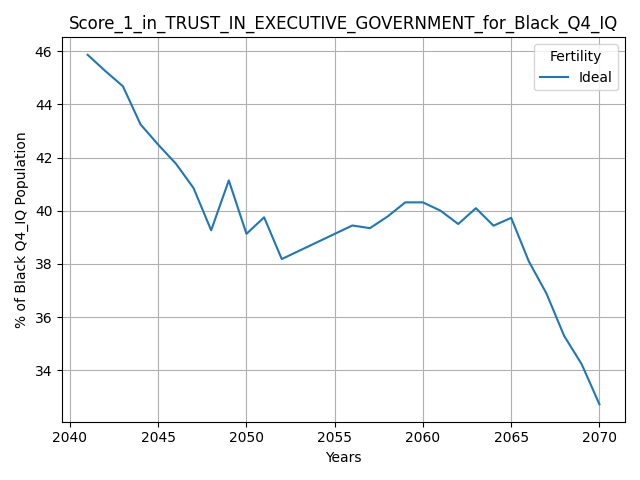 Score_1_in_TRUST_IN_EXECUTIVE_GOVERNMENT_for_Black_Q4_IQ
Fertility
Ideal
46
44
42
40
38
36
34
% of Black Q4_IQ Population
2040 2045 2050 2055 2060 2065 2070
Years